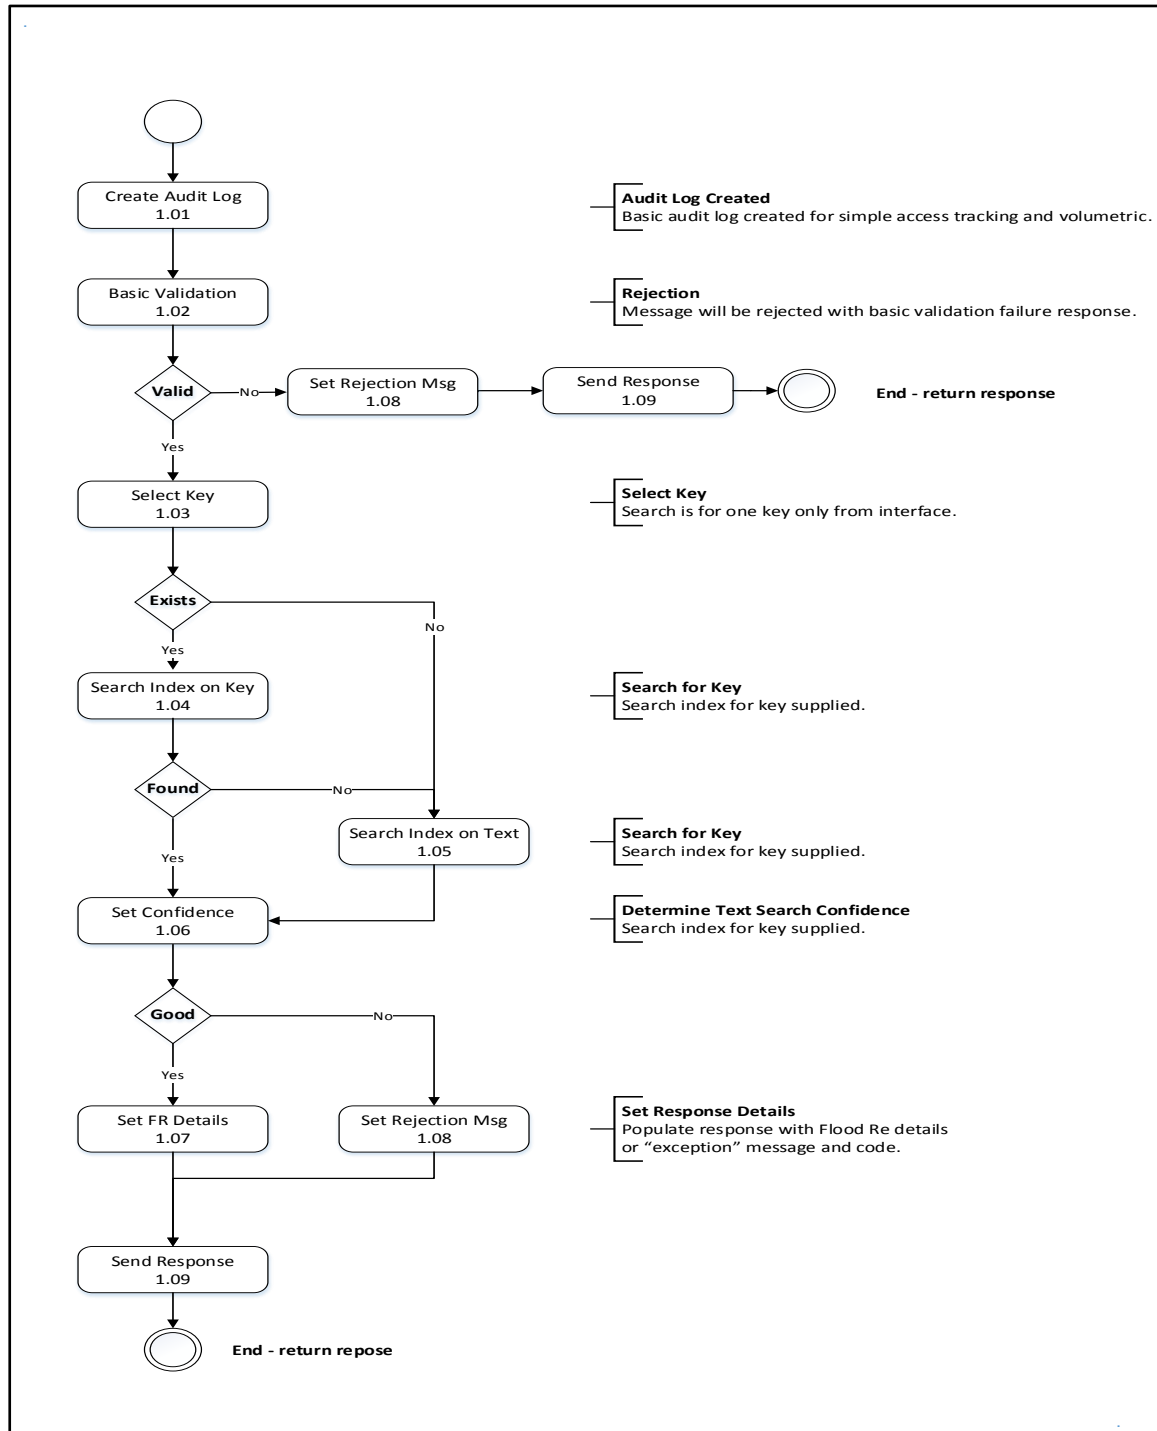 Create Audit Log
1.01
Audit Log Created
Basic audit log created for simple access tracking and volumetric.
Basic Validation
1.02
Rejection
Message will be rejected with basic validation failure response.
Valid
No
Set Rejection Msg
1.08
Send Response
1.09
End - return response
Yes
Select Key
1.03
Select Key
Search is for one key only from interface.
Exists
No
Yes
Search Index on Key
1.04
Search for Key
Search index for key supplied.
Found
No
Search Index on Text
1.05
Search for Key
Search index for key supplied.
Yes
Set Confidence
1.06
Determine Text Search Confidence
Search index for key supplied.
Good
No
Yes
Set FR Details
1.07
Set Rejection Msg
1.08
Set Response Details
Populate response with Flood Re details
or “exception” message and code.
Send Response
1.09
End - return repose